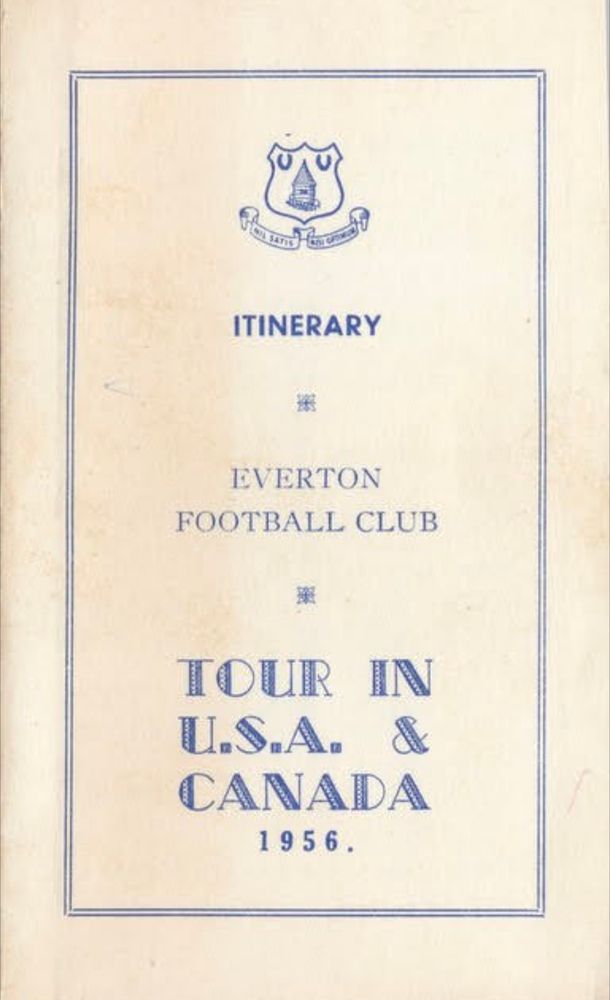 NIL SATIS NISI OPTIMUM
ITINERARY
EVERTON
FOOTBALL CLUB
TOUR IN
U.S.A. &
CANADA
1956.